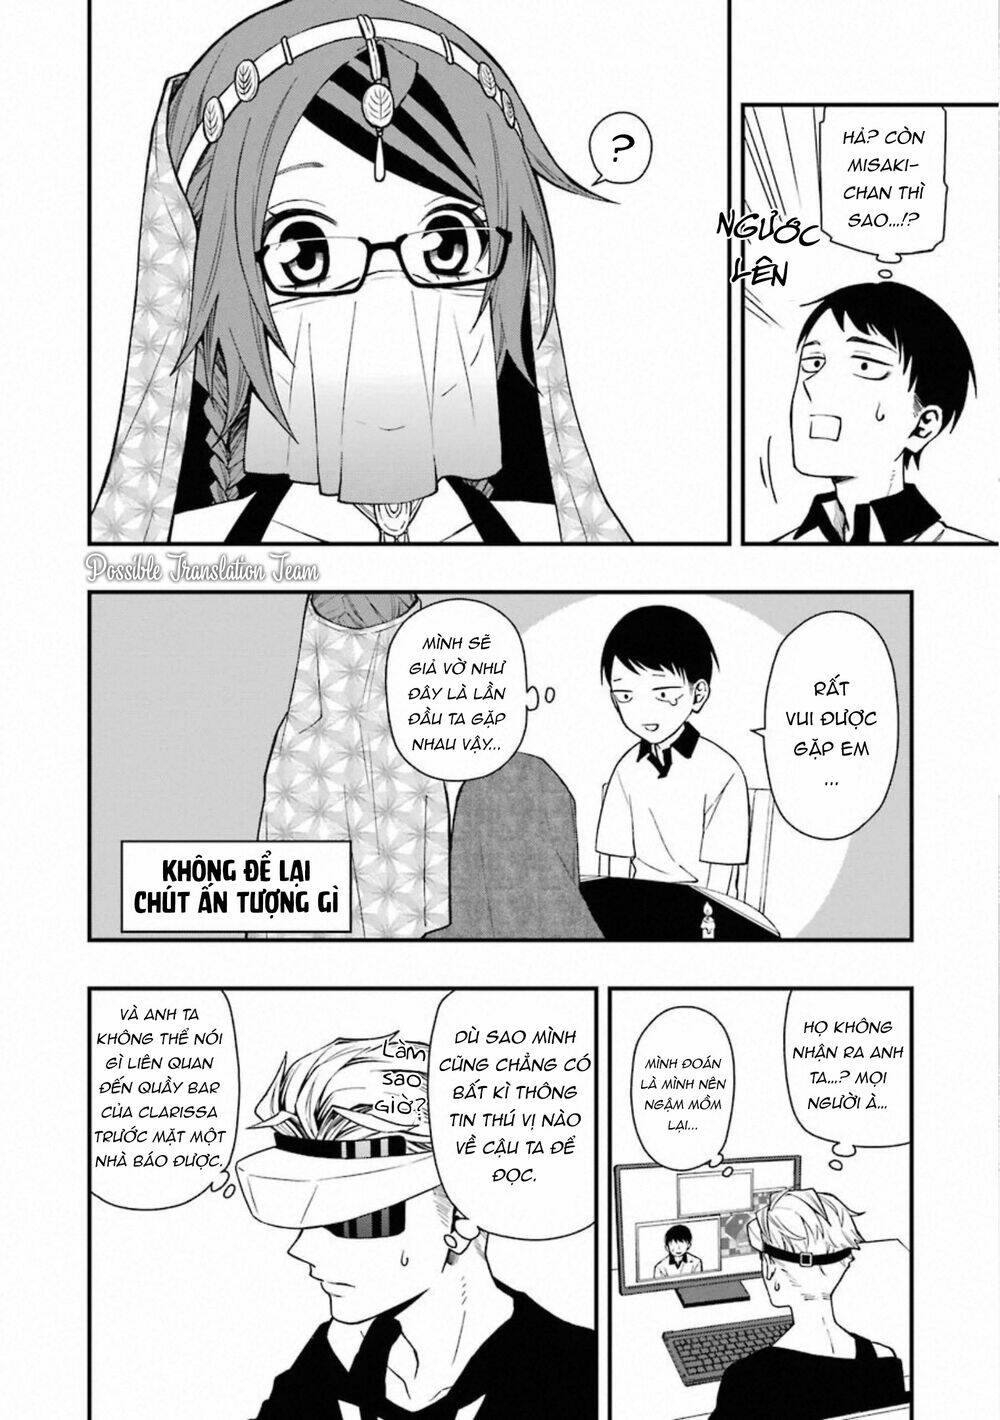 HẢ? CÒN
MISAKI-
CHAN THÌ
SAO...!?
NGƯỚC
LÊN
?
Possible Translation Team
RẤT
VUI ĐƯỢC
GẶP EM
...
MÌNH SẼ
GIẢ VỜ NHƯ
ĐÂY LÀ LẦN
ĐẦU TA GẶP
NHAU VẬY...
KHÔNG ĐỂ LẠI
CHÚT ẤN TƯỢNG GÌ
HỌ KHÔNG
NHẬN RA ANH
TA...? MỌI
NGƯỜI À...
MÌNH ĐOÁN
LÀ MÌNH NÊN
NGẬM MỒM
LẠI...
DÙ SAO MÌNH
CŨNG CHẲNG CÓ
BẤT KÌ THÔNG
TIN THÚ VỊ NÀO
VỀ CẬU TA ĐỂ
ĐỌC.
Làm
sao
giờ?
VÀ ANH TA
KHÔNG THỂ NÓI
GÌ LIÊN QUAN
ĐẾN QUẦY BAR
CỦA CLARISSA
TRƯỚC MẶT MỘT
NHÀ BÁO ĐƯỢC.